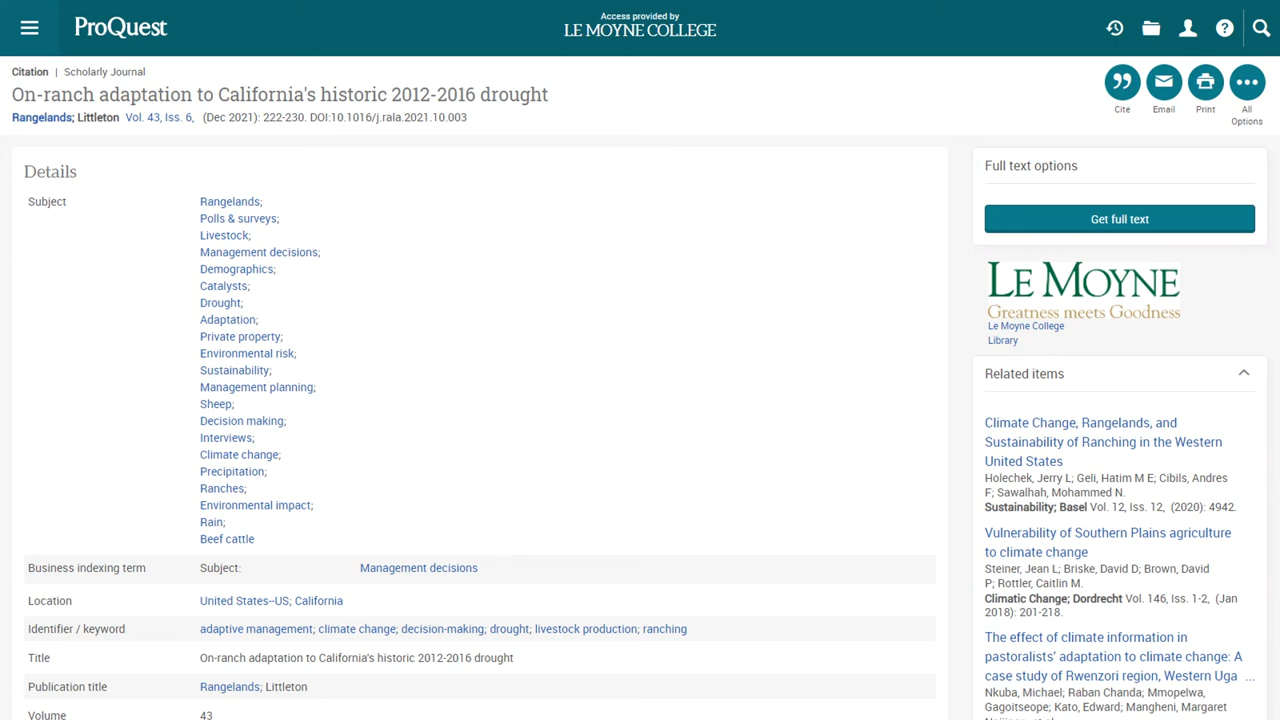 ProQuest
Access provided by
LE MOYNE COLLEGE
Citation | Scholarly Journal
On-ranch adaptation to California's historic 2012-2016 drought
Rangelands; Littleton Vol. 43, Iss. 6, (Dec 2021): 222-230. DOI:10.1016/j.rala.2021.10.003
Cite
Email
Print
All
Options
Details
Subject
Rangelands;
Polls & surveys;
Livestock;
Management decisions;
Demographics;
Catalysts;
Drought;
Adaptation;
Private property;
Environmental risk;
Sustainability;
Management planning;
Sheep;
Decision making;
Interviews;
Climate change;
Precipitation;
Ranches;
Environmental impact;
Rain;
Beef cattle
Business indexing term Subject: Management decisions
Location United States--US; California
Identifier / keyword adaptive management; climate change; decision-making; drought; livestock production; ranching
Title On-ranch adaptation to California's historic 2012-2016 drought
Publication title Rangelands; Littleton
Volume 43
Full text options
Get full text
LE MOYNE
Greatness meets Goodness
Le Moyne College
Library
Related items
Climate Change, Rangelands, and
Sustainability of Ranching in the Western
United States
Holechek, Jerry L; Geli, Hatim M E; Cibils, Andres
F; Sawalhah, Mohammed N.
Sustainability; Basel Vol. 12, Iss. 12, (2020): 4942.
Vulnerability of Southern Plains agriculture
to climate change
Steiner, Jean L; Briske, David D; Brown, David
P; Rottler, Caitlin M.
Climatic Change; Dordrecht Vol. 146, Iss. 1-2, (Jan
2018): 201-218.
The effect of climate information in
pastoralists' adaptation to climate change: A
case study of Rwenzori region, Western Uga ...
Nkuba, Michael; Raban Chanda; Mmopelwa,
Gagoitseope; Kato, Edward; Mangheni, Margaret